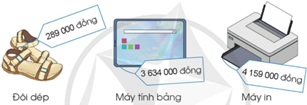 289 000 đồng
3 634 000 đồng
4 159 000 đồng
Đôi dép
Máy tính bảng
Máy in